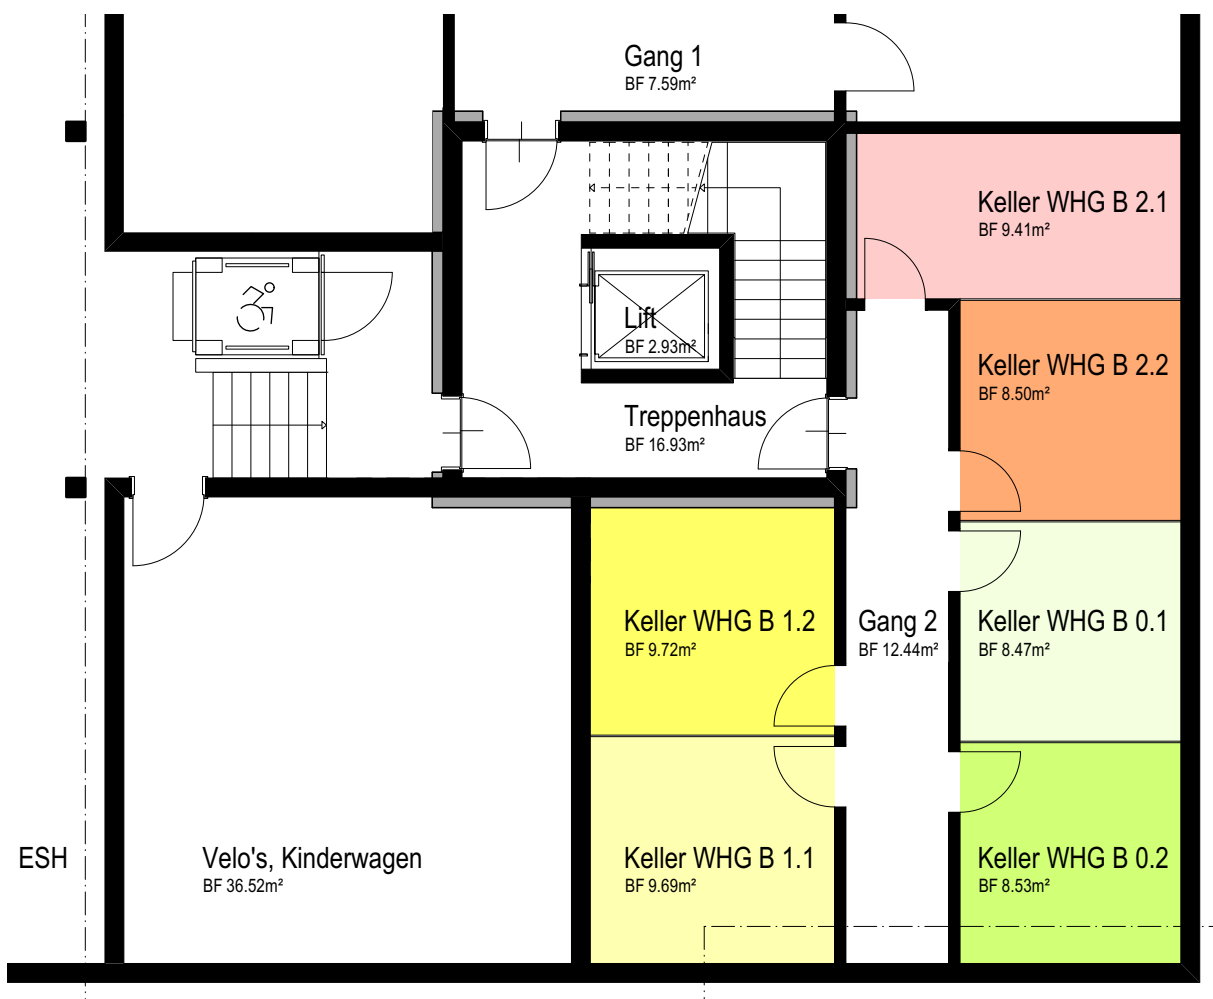 Gang 1
BF 7.59m²
Keller WHG B 2.1
BF 9.41m²
Lift
BF 2.93m²
Keller WHG B 2.2
BF 8.50m²
Treppenhaus
BF 16.93m²
Keller WHG B 1.2
BF 9.72m²
Gang 2
BF 12.44m²
Keller WHG B 0.1
BF 8.47m²
ESH
Velo's, Kinderwagen
BF 36.52m²
Keller WHG B 1.1
BF 9.69m²
Keller WHG B 0.2
BF 8.53m²